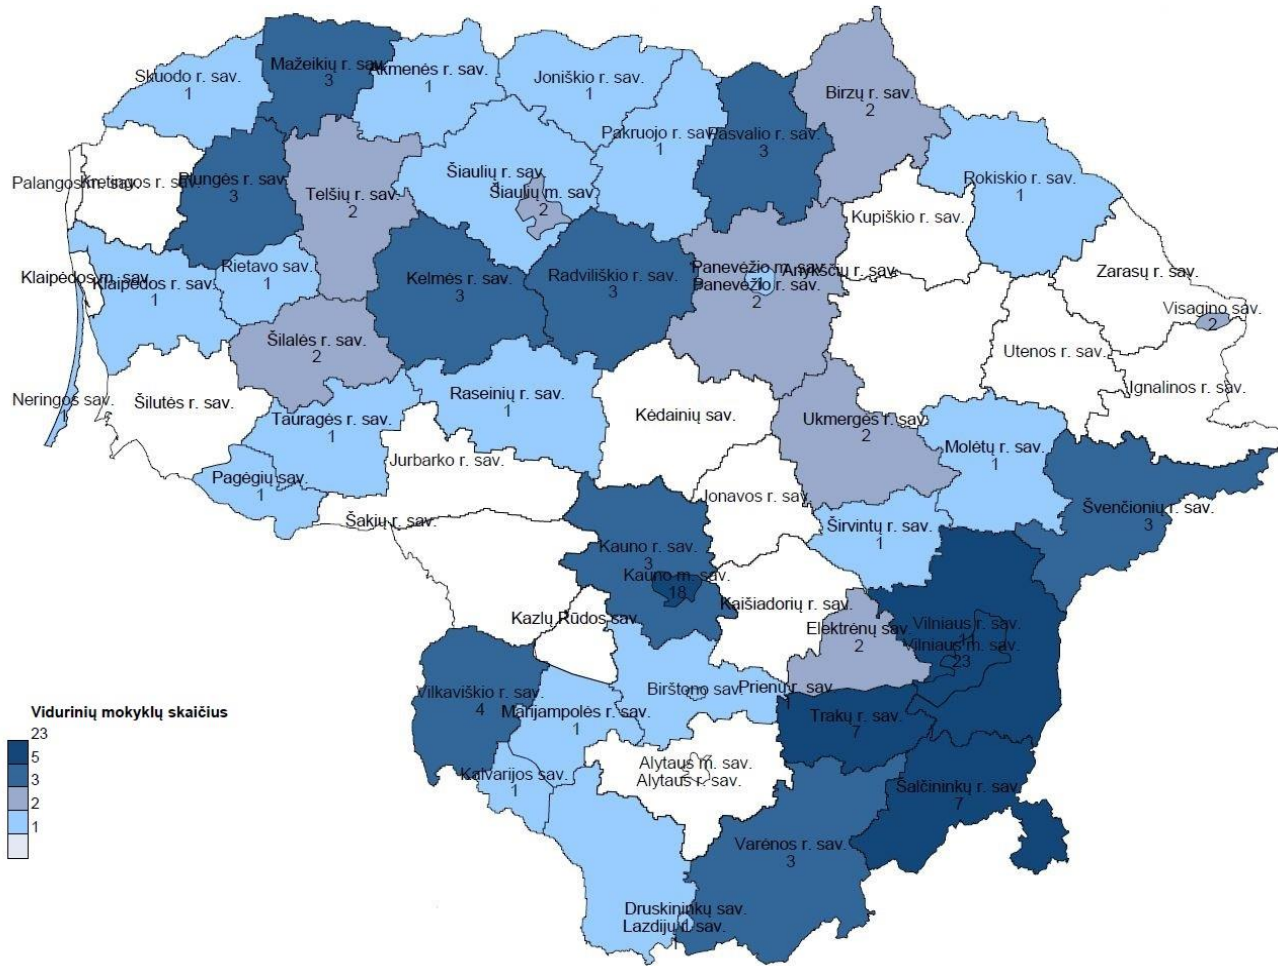 Skuodo r. sav.
1
Mažeikių r. sav.
3
Akmenės r. sav.
1
Joniškio r. sav.
1
Pakruojo r. sav.
1
Pasvalio r. sav.
3
Biržų r. sav.
2
Rokiskio r. sav.
1
Palangos m. sav.
Kretingos r. sav.
Plungės r. sav.
3
Telšių r. sav.
2
Šiaulių r. sav.
Šiaulių m. sav.
2
Kupiškio r. sav.
Zarasų r. sav.
Visagino sav.
2
Klaipėdos m. sav.
Klaipėdos r. sav.
1
Rietavo sav.
1
Kelmės r. sav.
3
Radviliškio r. sav.
3
Panevėžio m. sav.
1
Panevėžio r. sav.
2
Anykščių r. sav.
Utenos r. sav.
Ignalinos r. sav.
Šilalės r. sav.
2
Neringos sav.
1
Šilutės r. sav.
Tauragės r. sav.
1
Raseinių r. sav.
1
Kėdainių sav.
Ukmergės r. sav.
2
Molėtų r. sav.
1
Pagėgių sav.
1
Jurbarko r. sav.
Jonavos r. sav.
Švenčionių r. sav.
3
Šakių r. sav.
Širvintų r. sav.
1
Kauno r. sav.
3
Kauno m. sav.
18
Kaišiadorių r. sav.
Kazlų Rūdos sav.
Elektrėnų sav.
2
Vilniaus r. sav.
11
Vilniaus m. sav.
23
Vilkaviškio r. sav.
4
Birštono sav.
Prienų r. sav.
1
Marijampolės r. sav.
1
Trakų r. sav.
7
Kalvarijos sav.
1
Alytaus m. sav.
Alytaus r. sav.
Šalčininkų r. sav.
7
Varėnos r. sav.
3
Druskininkų sav.
1
Lazdijų r. sav.
1
Vidurinių mokyklų skaičius
23
5
3
2
1